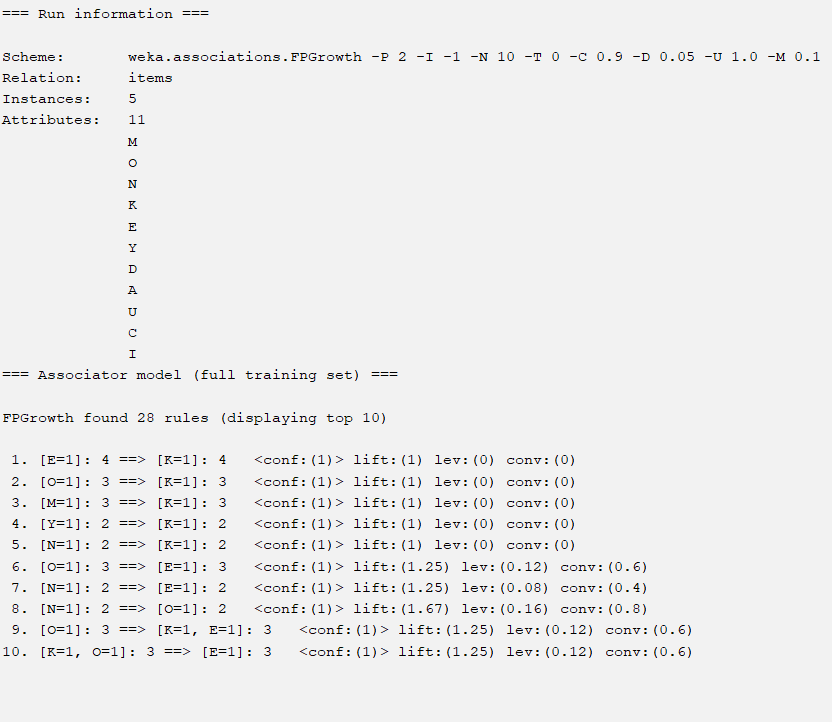 === Run information ===
Scheme: weka.associations.FPGrowth -P 2 -I -1 -N 10 -T 0 -C 0.9 -D 0.05 -U 1.0 -M 0.1
Relation: items
Instances: 5
Attributes: 11
M
O
N
K
E
Y
D
A
U
C
I
=== Associator model (full training set) ===
FPGrowth found 28 rules (displaying top 10)
1. [E=1]: 4 ==> [K=1]: 4 <conf:(1)> lift:(1) lev:(0) conv:(0)
2. [O=1]: 3 ==> [K=1]: 3 <conf:(1)> lift:(1) lev:(0) conv:(0)
3. [M=1]: 3 ==> [K=1]: 3 <conf:(1)> lift:(1) lev:(0) conv:(0)
4. [Y=1]: 2 ==> [K=1]: 2 <conf:(1)> lift:(1) lev:(0) conv:(0)
5. [N=1]: 2 ==> [K=1]: 2 <conf:(1)> lift:(1) lev:(0) conv:(0)
6. [O=1]: 3 ==> [E=1]: 3 <conf:(1)> lift:(1.25) lev:(0.12) conv:(0.6)
7. [N=1]: 2 ==> [E=1]: 2 <conf:(1)> lift:(1.25) lev:(0.08) conv:(0.4)
8. [N=1]: 2 ==> [O=1]: 2 <conf:(1)> lift:(1.67) lev:(0.16) conv:(0.8)
9. [O=1]: 3 ==> [K=1, E=1]: 3 <conf:(1)> lift:(1.25) lev:(0.12) conv:(0.6)
10. [K=1, O=1]: 3 ==> [E=1]: 3 <conf:(1)> lift:(1.25) lev:(0.12) conv:(0.6)